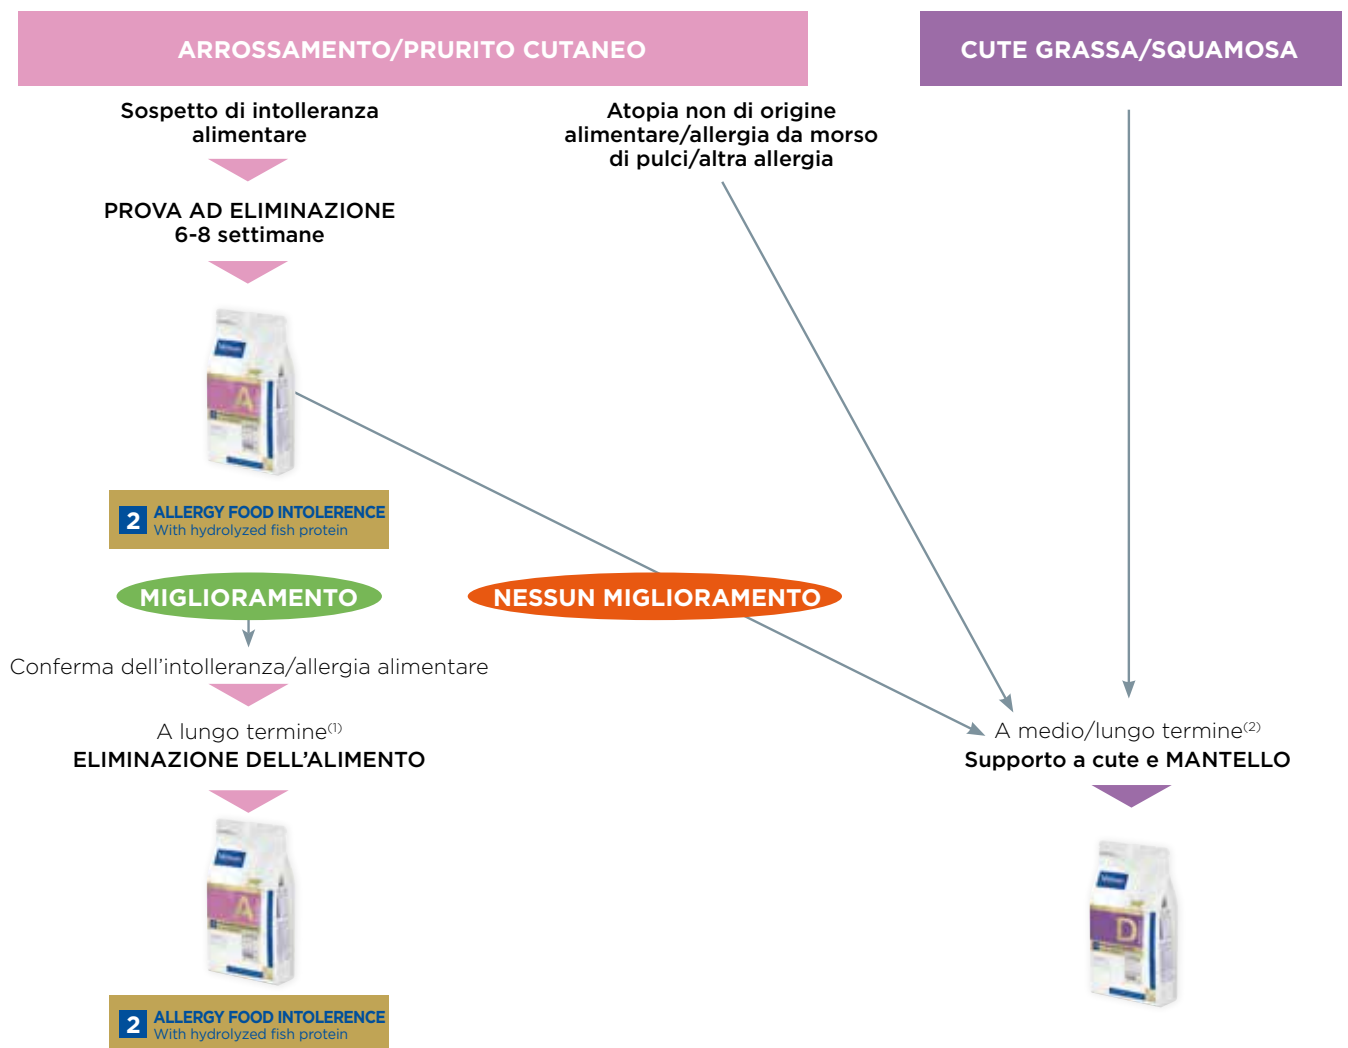 ARROSSAMENTO/PRURITO CUTANEO
CUTE GRASSA/SQUAMOSA
Sospetto di intolleranza
alimentare
Atopia non di origine
alimentare/allergia da morso
di pulci/altra allergia
PROVA AD ELIMINAZIONE
6-8 settimane
Virbac
A
2 ALLERGY FOOD INTOLERENCE
With hydrolyzed fish protein
MIGLIORAMENTO
NESSUN MIGLIORAMENTO
Conferma dell'intolleranza/allergia alimentare
A lungo termine(1)
ELIMINAZIONE DELL'ALIMENTO
A medio/lungo termine(2)
Supporto a cute e MANTELLO
Virbac
A
Virbac
D
2 ALLERGY FOOD INTOLERENCE
With hydrolyzed fish protein